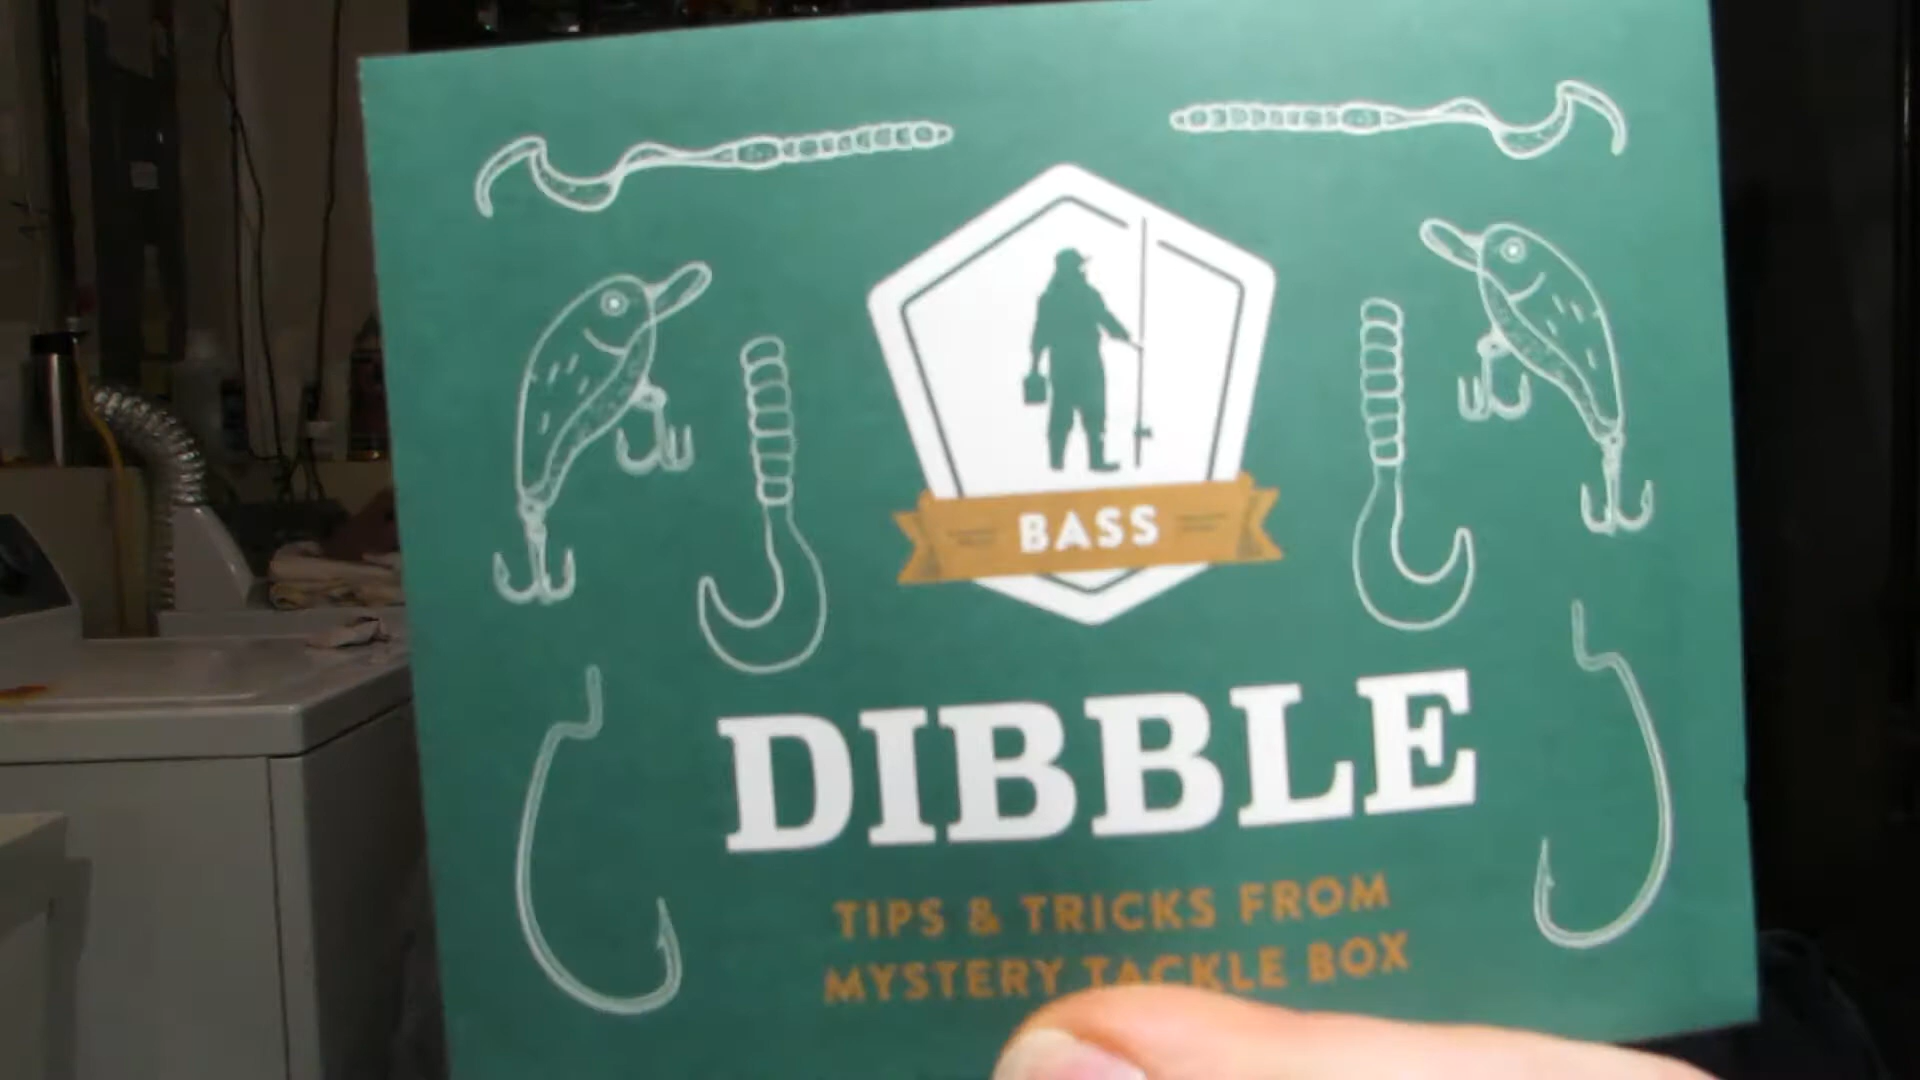 BASS
DIBBLE
TIPS & TRICKS FROM
MYSTERY TACKLE BOX